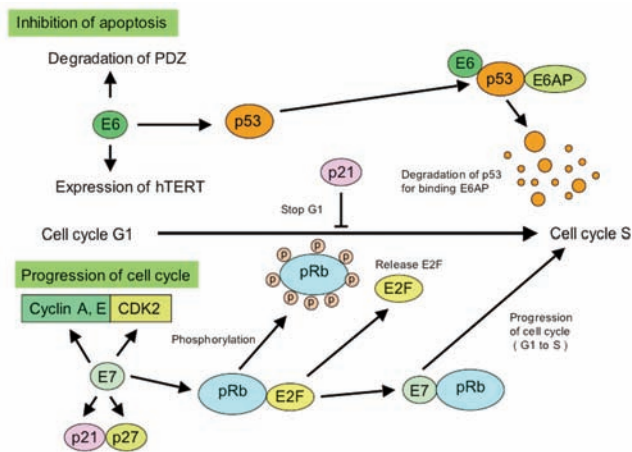 Inhibition of apoptosis
Degradation of PDZ
E6
p53
E6
p53
E6AP
Expression of hTERT
p21
Degradation of p53
for binding E6AP
Stop G1
Cell cycle G1
Cell cycle S
Progression of cell cycle
p
p
p
p
p
p
p
p
p
pRb
Release E2F
E2F
Cyclin A, E
CDK2
Phosphorylation
Progression
of cell cycle
( G1 to S )
E7
pRb
E2F
E7
pRb
p21
p27